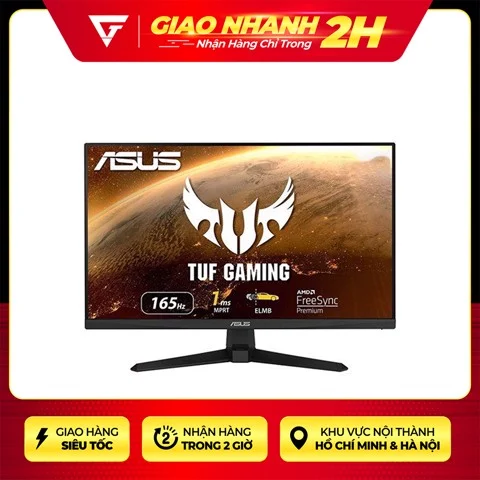 GIAO NHANH 2H
Nhận Hàng Chỉ Trong
ASUS
TUF GAMING
165Hz
1ms
MPRT
ELMB
AMD
FreeSync
Premium
ASUS
GIAO HÀNG
SIÊU TỐC
2
NHẬN HÀNG
TRONG 2 GIỜ
KHU VỰC NỘI THÀNH
HỒ CHÍ MINH & HÀ NỘI